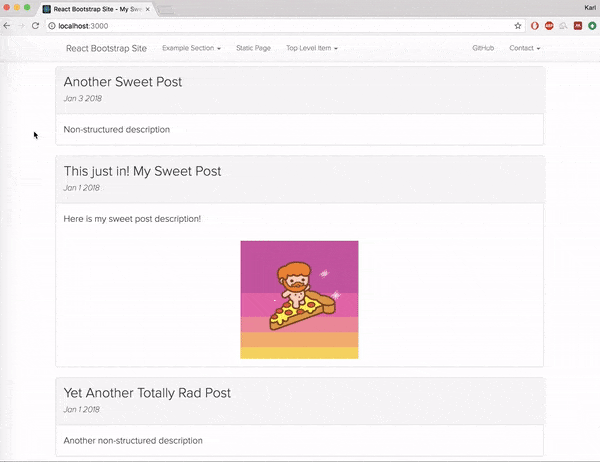 React Bootstrap Site - My Swe
Karl
localhost:3000
React Bootstrap Site Example Section Static Page Top Level Item GitHub Contact
Another Sweet Post
Jan 3 2018
Non-structured description
This just in! My Sweet Post
Jan 1 2018
Here is my sweet post description!
Yet Another Totally Rad Post
Jan 1 2018
Another non-structured description